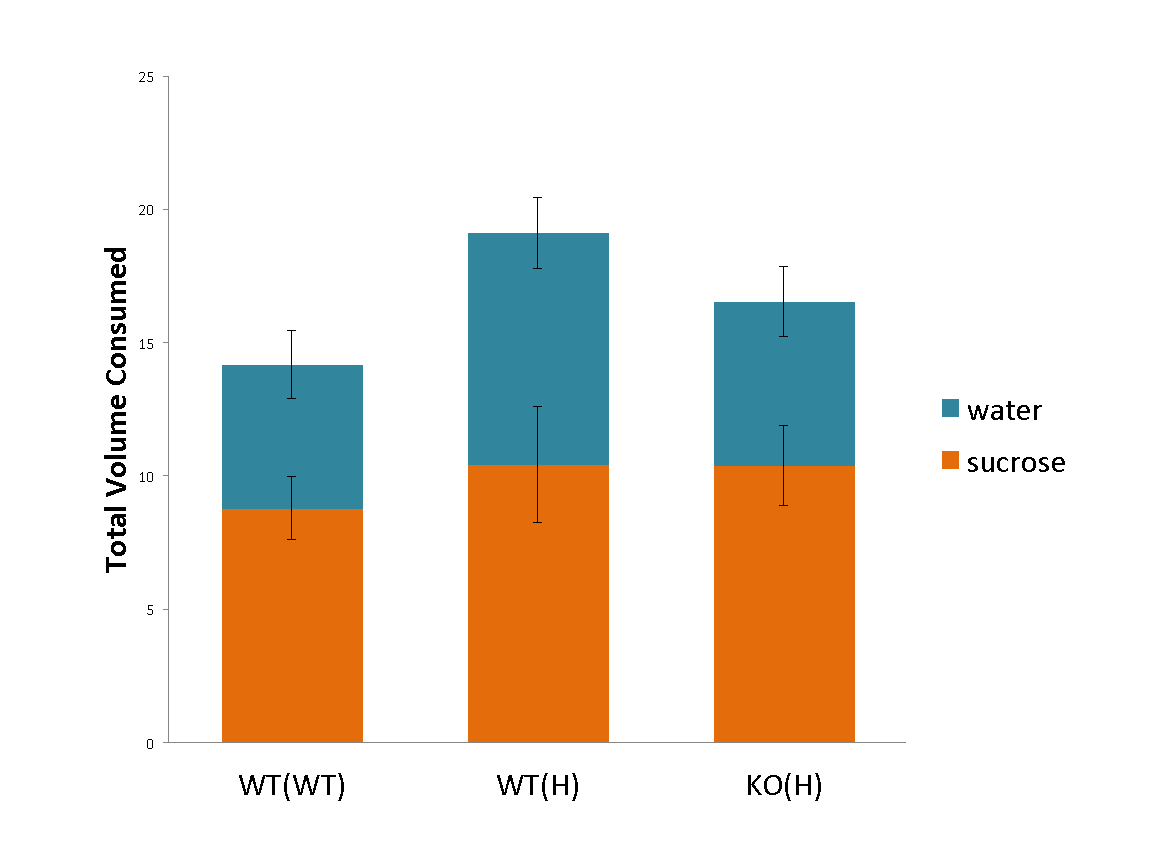 25
20
15
10
5
0
Total Volume Consumed
WT(WT)
WT(H)
KO(H)
water
sucrose